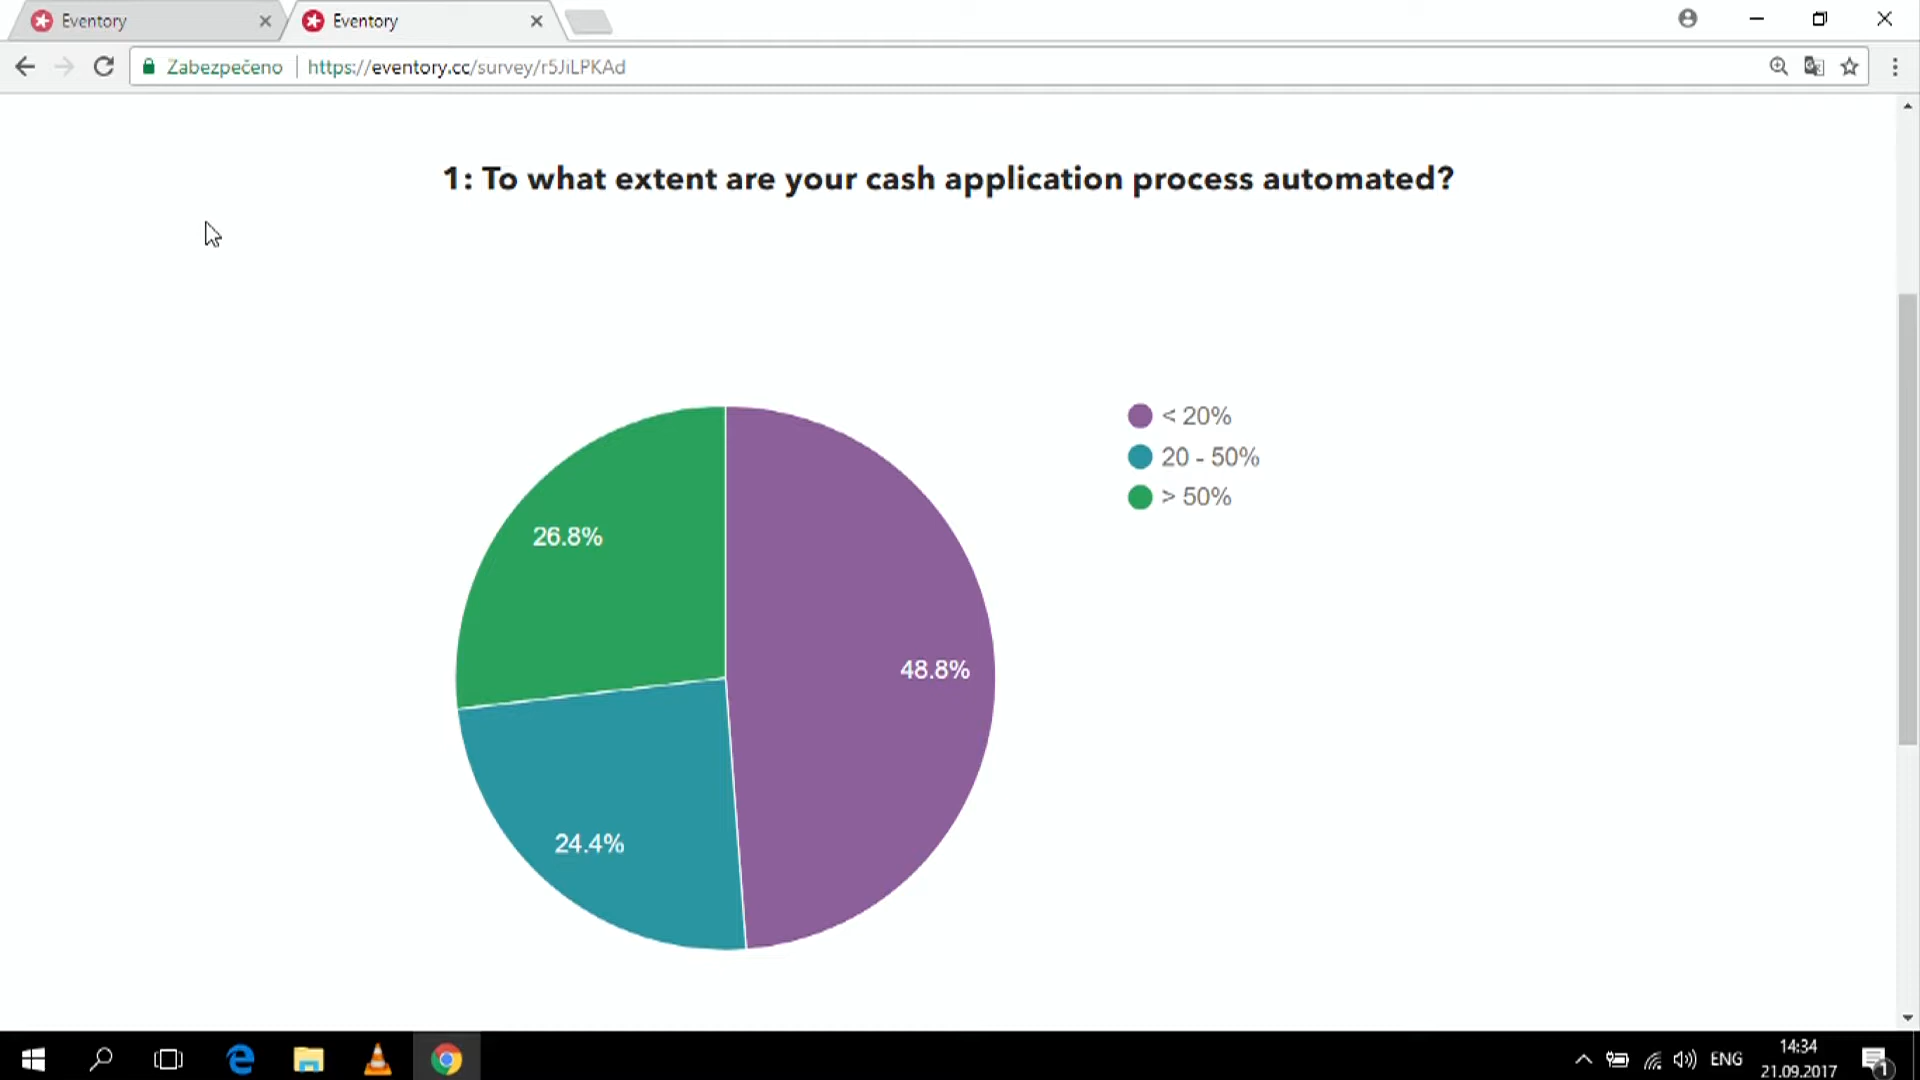 Eventory
Eventory
Zabezpečeno
https://eventory.cc/survey/r5JiLPKAd
1: To what extent are your cash application process automated?
< 20%
20 - 50%
> 50%
26.8%
48.8%
24.4%
ENG
14:34
21.09.2017
1